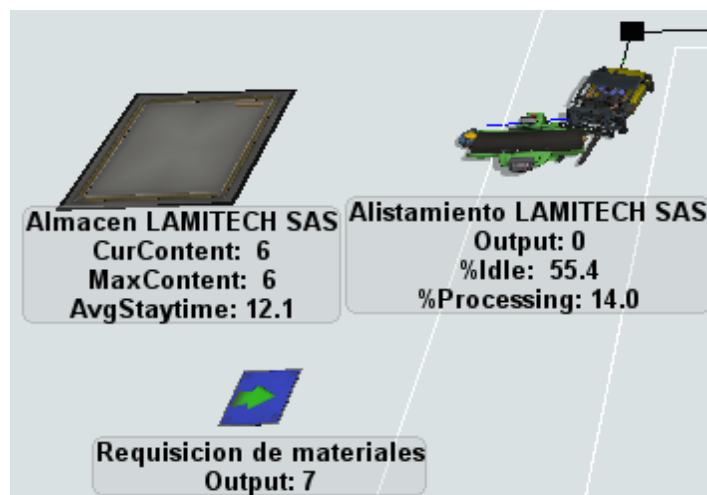 Almacen LAMITECH SAS
CurContent: 6
MaxContent: 6
AvgStaytime: 12.1
Alistamiento LAMITECH SAS
Output: 0
%Idle: 55.4
%Processing: 14.0
Requisicion de materiales
Output: 7